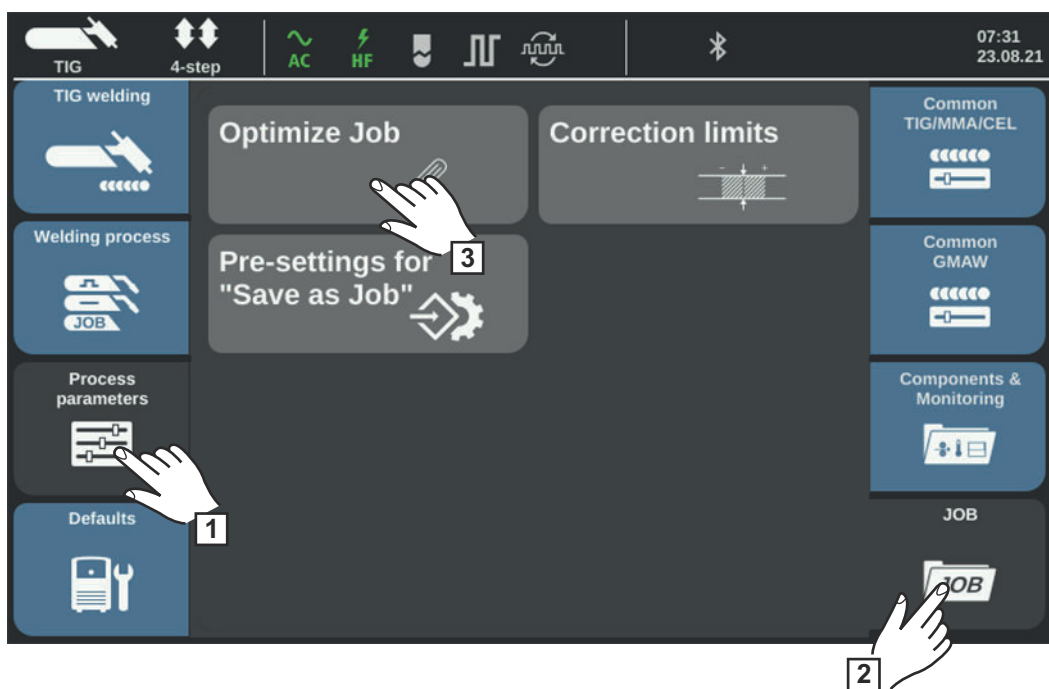 TIG
4-step
AC
HF
07:31
23.08.21
TIG welding
Welding process
JOB
Process
parameters
Defaults
Optimize Job
Correction limits
Pre-settings for
"Save as Job"
Common
TIG/MMA/CEL
Common
GMAW
Components &
Monitoring
JOB
JOB
1
2
3